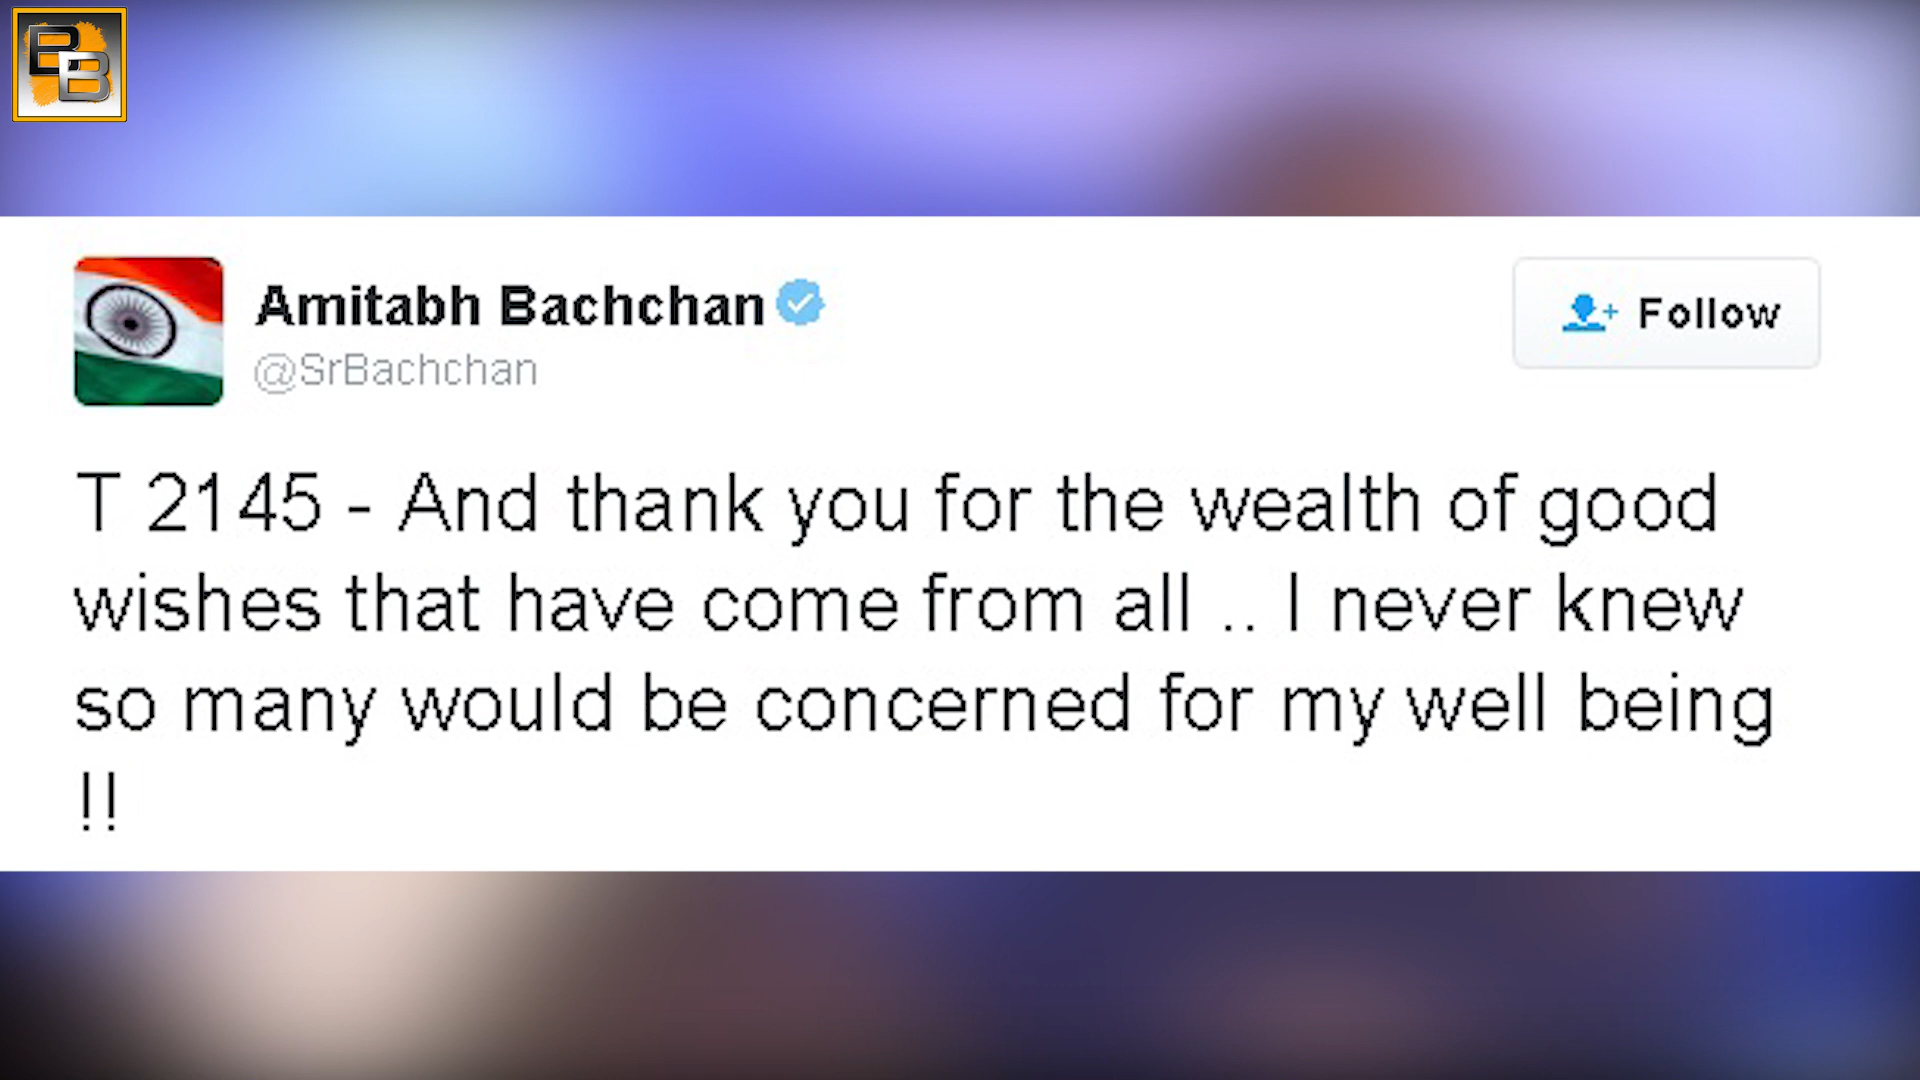 BB
Amitabh Bachchan
@SrBachchan
Follow
T 2145 - And thank you for the wealth of good
wishes that have come from all .. I never knew
so many would be concerned for my well being
!!